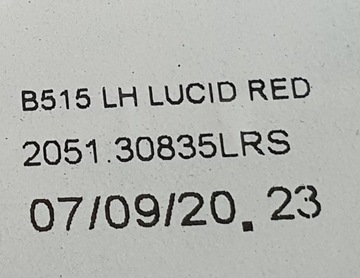 B515 LH LUCID RED
2051.30835LRS
07/09/20.23